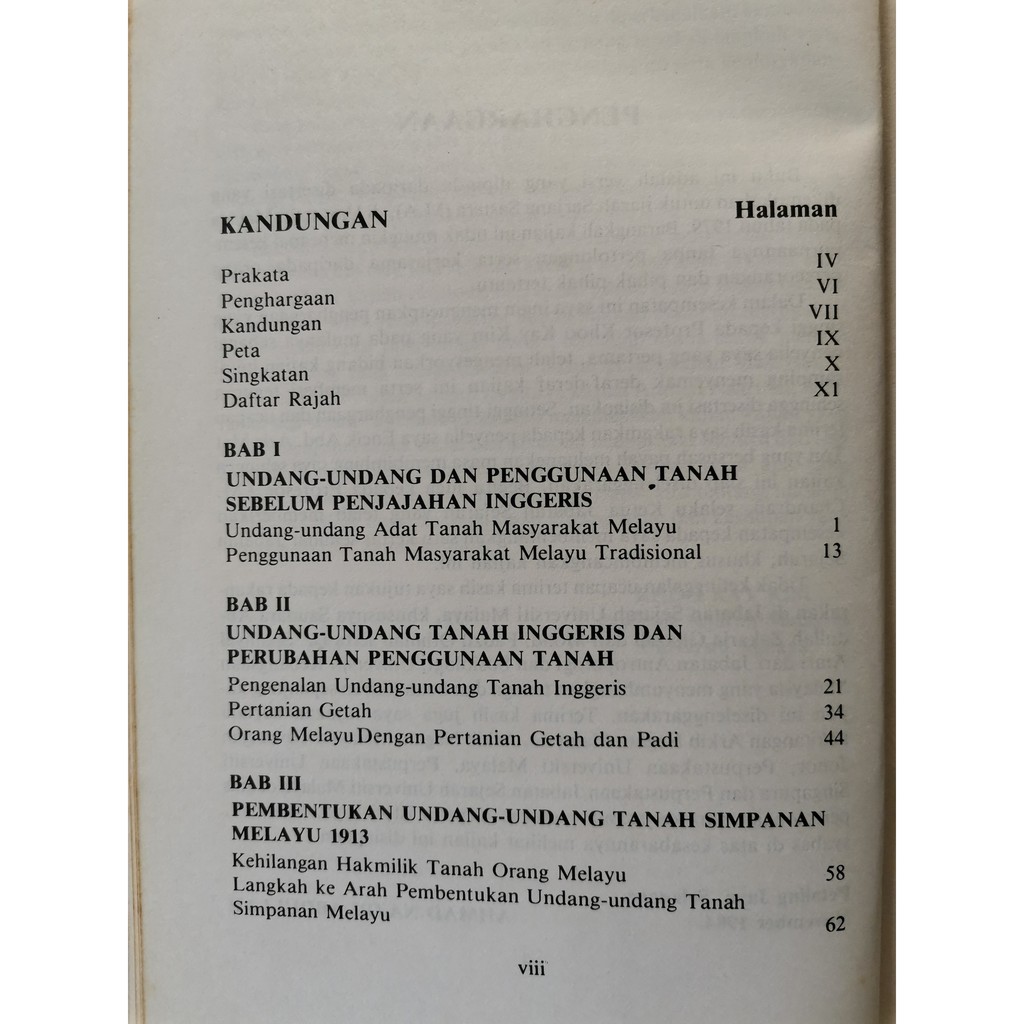 KANDUNGAN Halaman
Prakata IV
Penghargaan VI
Kandungan VII
Peta IX
Singkatan X
Daftar Rajah X1
BAB I
UNDANG-UNDANG DAN PENGGUNAAN TANAH
SEBELUM PENJAJAHAN INGGERIS
Undang-undang Adat Tanah Masyarakat Melayu 1
Penggunaan Tanah Masyarakat Melayu Tradisional 13
BAB II
UNDANG-UNDANG TANAH INGGERIS DAN
PERUBAHAN PENGGUNAAN TANAH
Pengenalan Undang-undang Tanah Inggeris 21
Pertanian Getah 34
Orang Melayu Dengan Pertanian Getah dan Padi 44
BAB III
PEMBENTUKAN UNDANG-UNDANG TANAH SIMPANAN
MELAYU 1913
Kehilangan Hakmilik Tanah Orang Melayu 58
Langkah ke Arah Pembentukan Undang-undang Tanah
Simpanan Melayu 62
viii